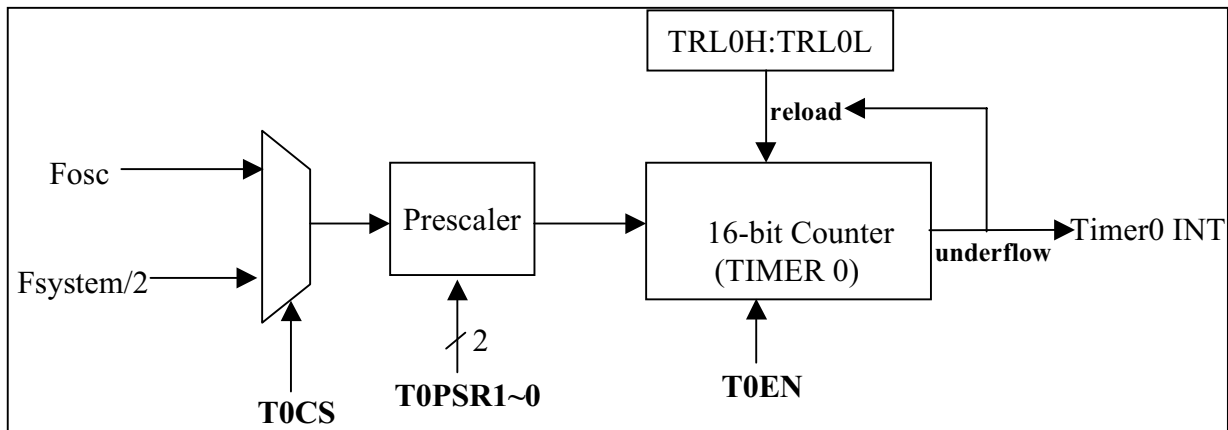 TRL0H:TRL0L
reload
Fosc
Prescaler
16-bit Counter
(TIMER 0)
Timer0 INT
underflow
Fsystem/2
2
T0CS
T0PSR1~0
T0EN